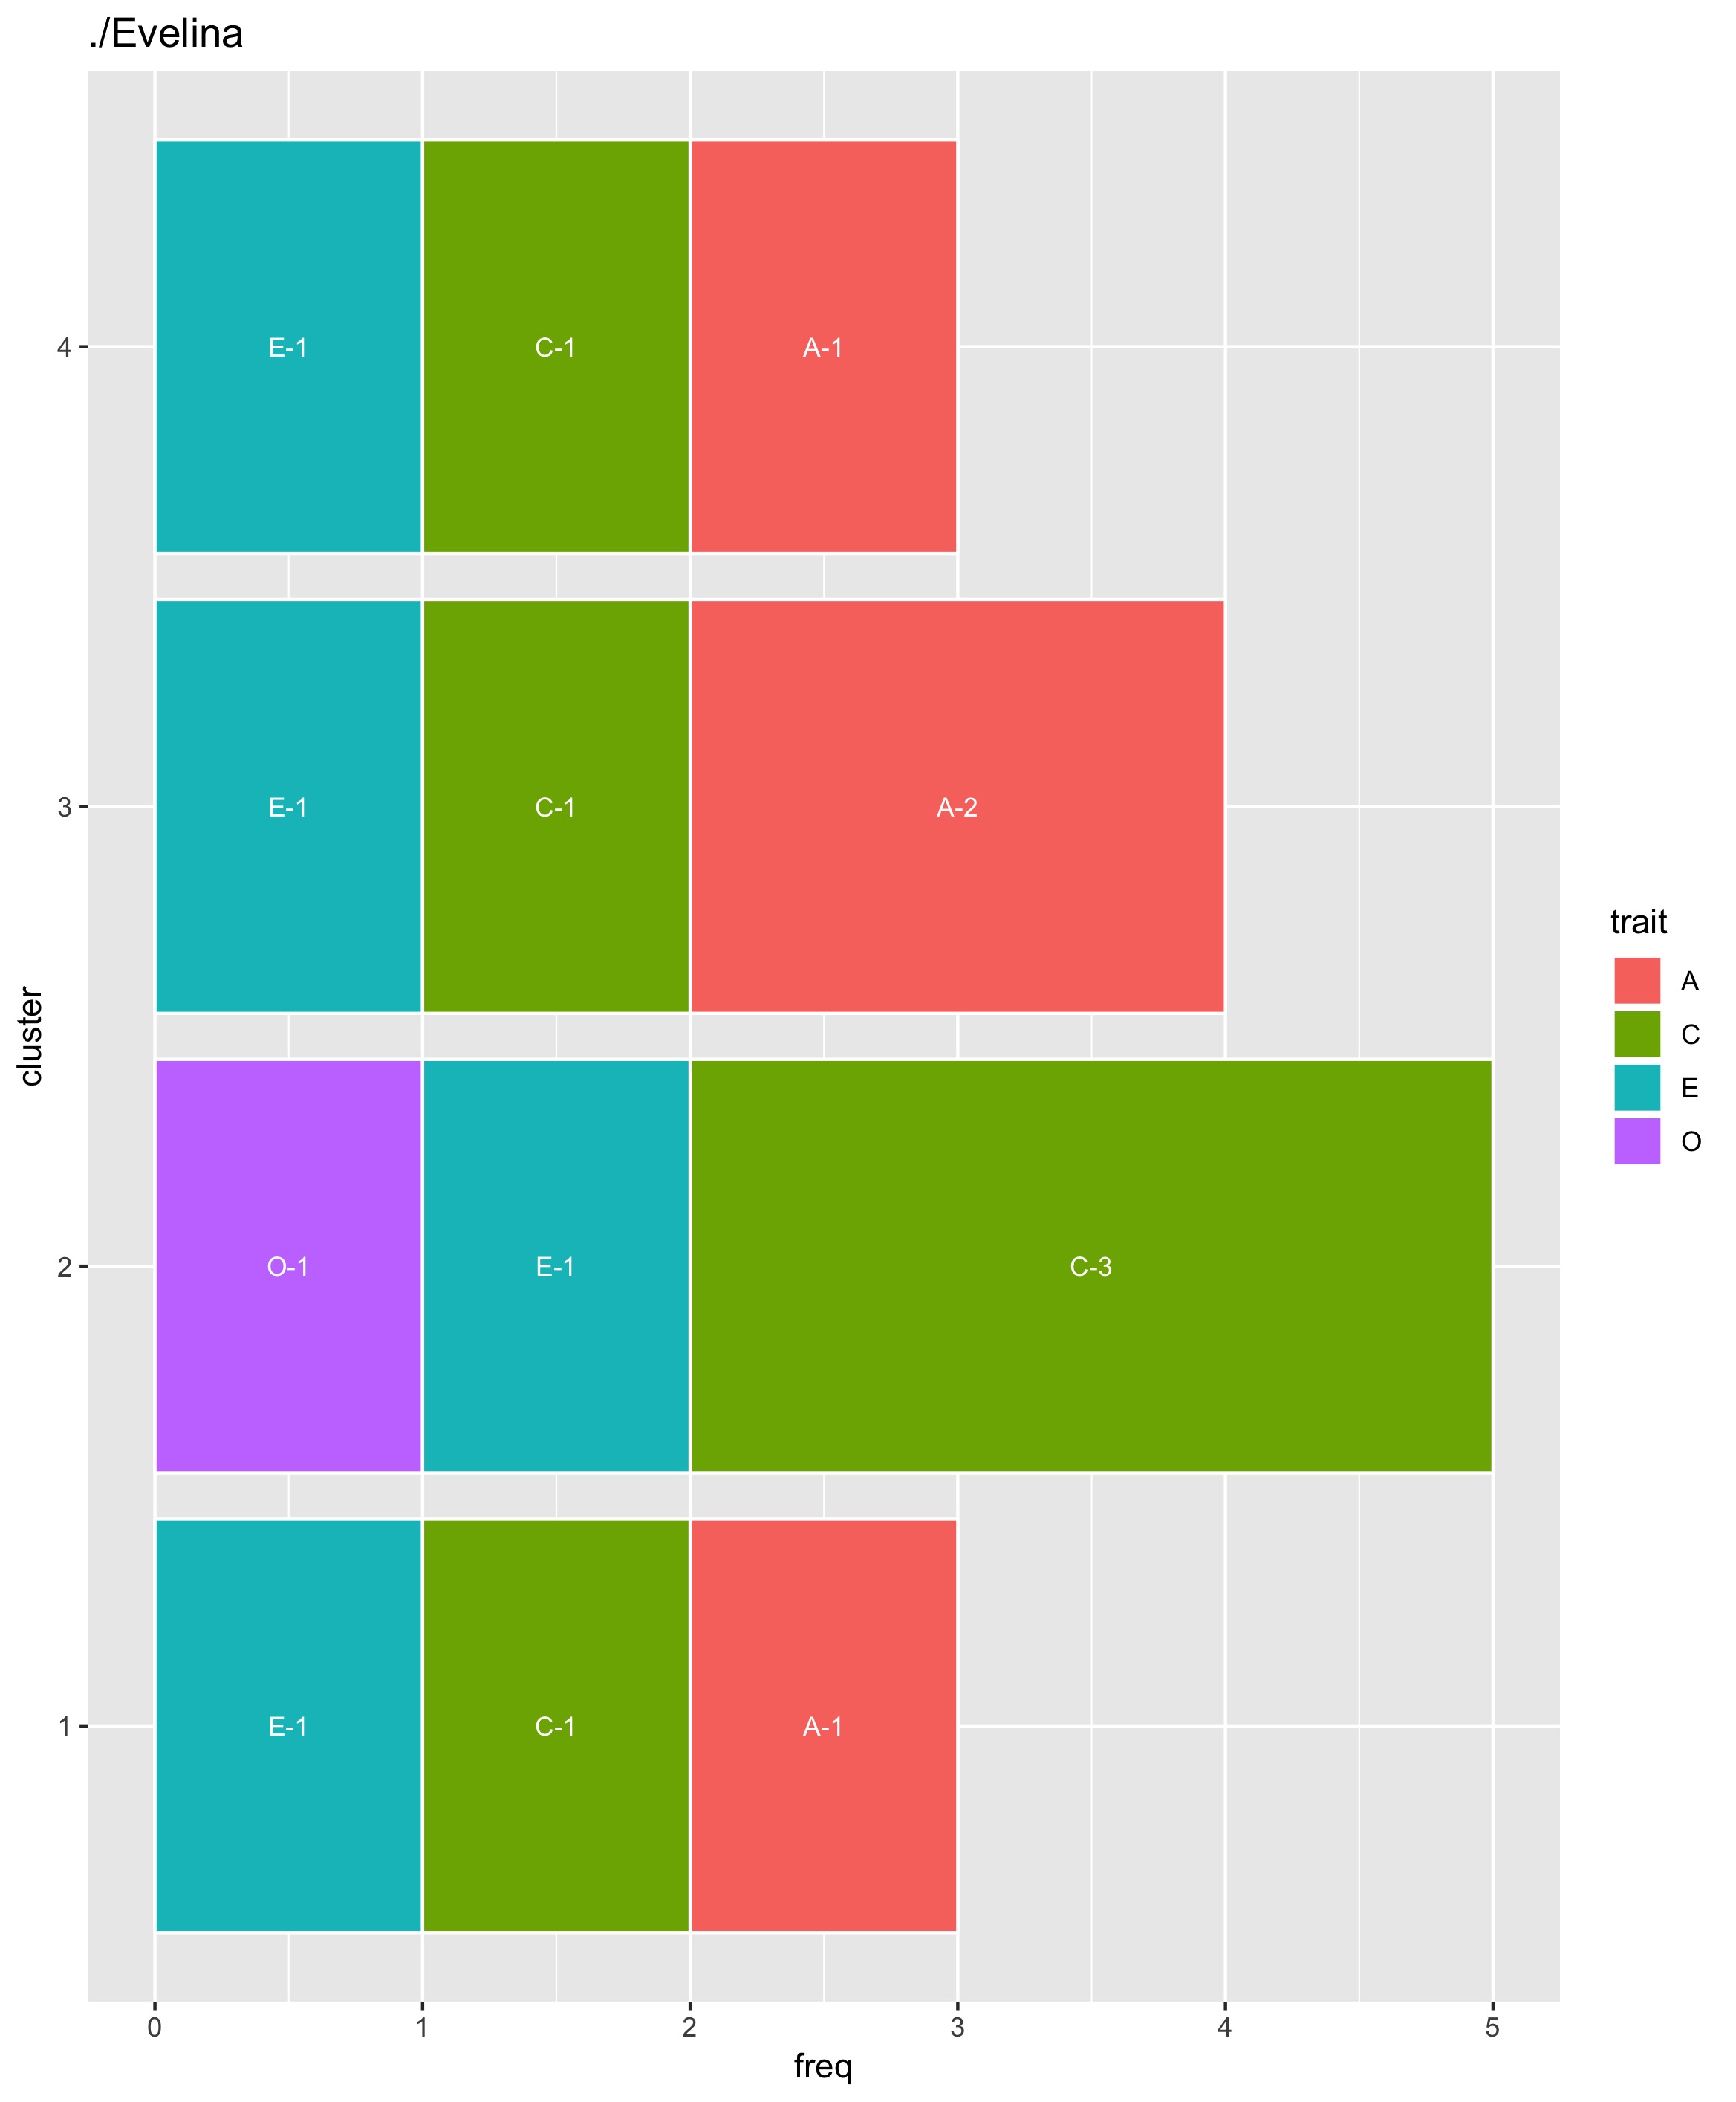 ./Evelina
cluster
4
E-1 C-1 A-1
3
E-1 C-1 A-2
2
O-1 E-1 C-3
1
E-1 C-1 A-1
0 1 2 3 4 5
freq
trait
A
C
E
O